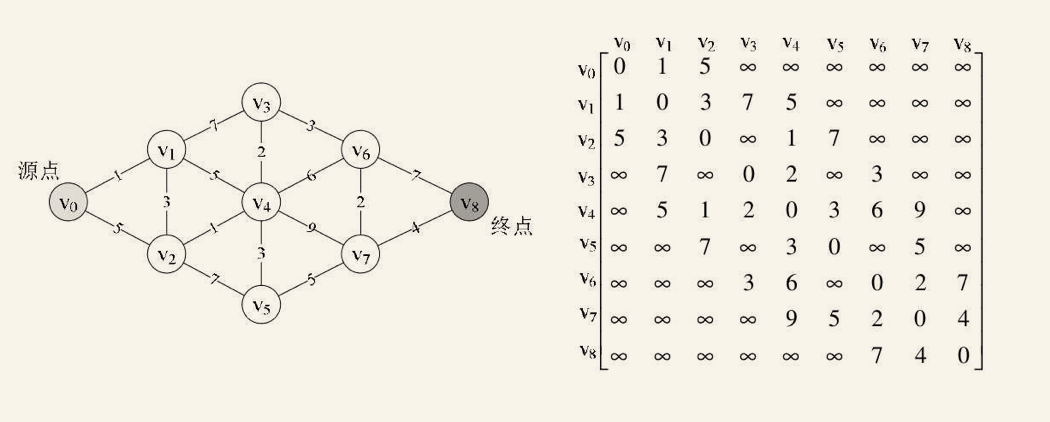 源点
终点
v₀
v₁
v₂
v₃
v₄
v₅
v₆
v₇
v₈
1
5
3
7
5
1
7
2
3
3
6
9
5
2
7
4
v₀ v₁ v₂ v₃ v₄ v₅ v₆ v₇ v₈
v₀ 0 1 5 ∞ ∞ ∞ ∞ ∞ ∞
v₁ 1 0 3 7 5 ∞ ∞ ∞ ∞
v₂ 5 3 0 ∞ 1 7 ∞ ∞ ∞
v₃ ∞ 7 ∞ 0 2 ∞ 3 ∞ ∞
v₄ ∞ 5 1 2 0 3 6 9 ∞
v₅ ∞ ∞ 7 ∞ 3 0 ∞ 5 ∞
v₆ ∞ ∞ ∞ 3 6 ∞ 0 2 7
v₇ ∞ ∞ ∞ ∞ 9 5 2 0 4
v₈ ∞ ∞ ∞ ∞ ∞ ∞ 7 4 0